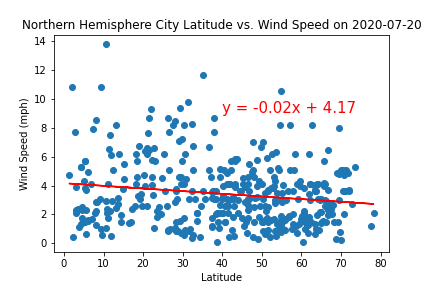 Northern Hemisphere City Latitude vs. Wind Speed on 2020-07-20
14
12
10
8
6
4
2
0
Wind Speed (mph)
y = -0.02x + 4.17
0 10 20 30 40 50 60 70 80
Latitude